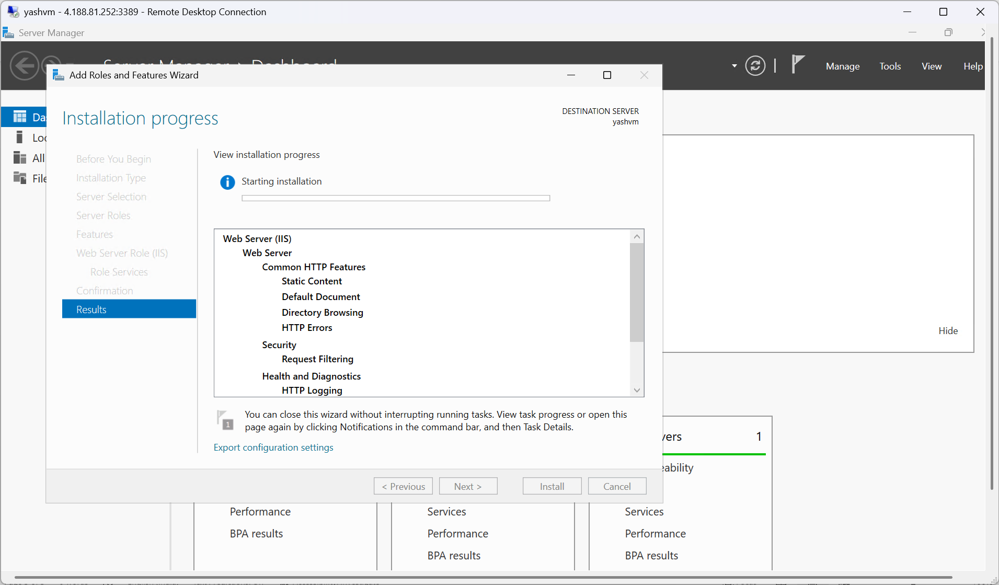 yashvm - 4.188.81.252:3389 - Remote Desktop Connection
Server Manager
Server Manager Dashboard
Manage Tools View Help
Add Roles and Features Wizard
Installation progress
DESTINATION SERVER
yashvm
Das
Loc
All
File
Before You Begin
Installation Type
Server Selection
Server Roles
Features
Web Server Role (IIS)
Role Services
Confirmation
Results
View installation progress
Starting installation
Web Server (IIS)
Web Server
Common HTTP Features
Static Content
Default Document
Directory Browsing
HTTP Errors
Security
Request Filtering
Health and Diagnostics
HTTP Logging
1
You can close this wizard without interrupting running tasks. View task progress or open this
page again by clicking Notifications in the command bar, and then Task Details.
Export configuration settings
< Previous
Next >
Install
Cancel
Hide
vers 1
eability
Performance
BPA results
Services
Performance
BPA results
Services
Performance
BPA results